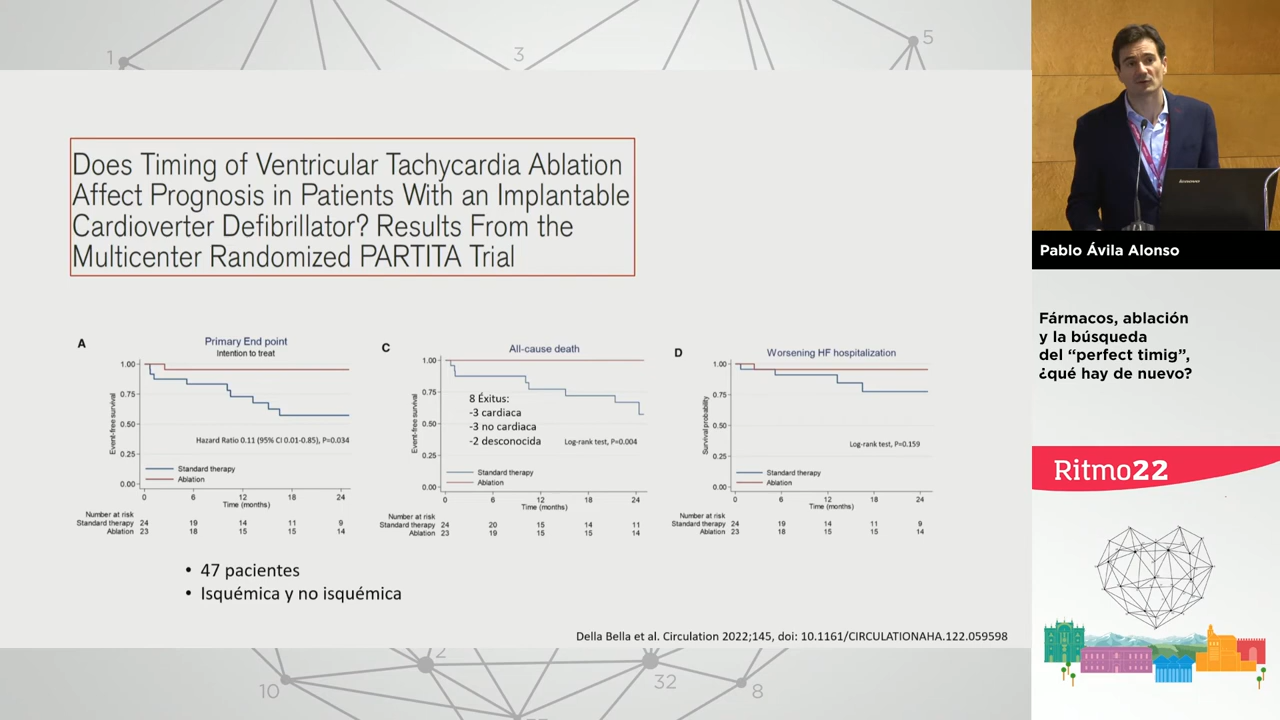 1
3
5
Does Timing of Ventricular Tachycardia Ablation
Affect Prognosis in Patients With an Implantable
Cardioverter Defibrillator? Results From the
Multicenter Randomized PARTITA Trial
A
Primary End point
Intention to treat
Event-free survival
1.00
0.75
0.50
0.25
0.00
Hazard Ratio 0.11 (95% CI 0.01-0.85), P=0.034
Standard therapy
Ablation
0 6 12 18 24
Time (months)
Number at risk
Standard therapy 24 19 14 11 9
Ablation 23 18 15 15 14
C
All-cause death
Event-free survival
1.00
0.75
0.50
0.25
0.00
8 Éxitus:
-3 cardiaca
-3 no cardiaca
-2 desconocida
Log-rank test, P=0.004
Standard therapy
Ablation
0 6 12 18 24
Time (months)
Number at risk
Standard therapy 24 20 15 14 11
Ablation 23 19 15 15 14
D
Worsening HF hospitalization
Survival probability
1.00
0.75
0.50
0.25
0.00
Log-rank test, P=0.159
Standard therapy
Ablation
0 6 12 18 24
Time (months)
Number at risk
Standard therapy 24 19 14 11 9
Ablation 23 18 15 15 14
• 47 pacientes
• Isquémica y no isquémica
Della Bella et al. Circulation 2022;145, doi: 10.1161/CIRCULATIONAHA.122.059598
10
2
32
8
Pablo Ávila Alonso
Fármacos, ablación
y la búsqueda
del “perfect timig”,
¿qué hay de nuevo?
Ritmo22